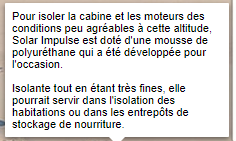 Pour isoler la cabine et les moteurs des
conditions peu agréables à cette altitude,
Solar Impulse est doté d'une mousse de
polyuréthane qui a été développée pour
l'occasion.
Isolante tout en étant très fines, elle
pourrait servir dans l'isolation des
habitations ou dans les entrepôts de
stockage de nourriture.